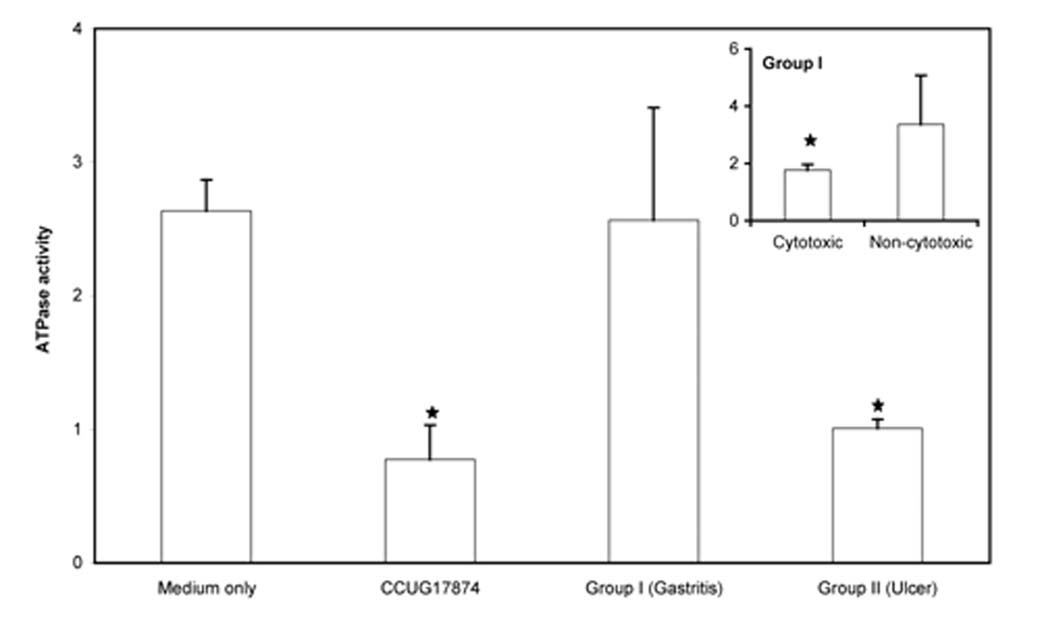 4
3
2
1
0
ATPase activity
Medium only
CCUG17874
Group I (Gastritis)
Group II (Ulcer)
6
4
2
0
Group I
★
Cytotoxic
Non-cytotoxic
★
★